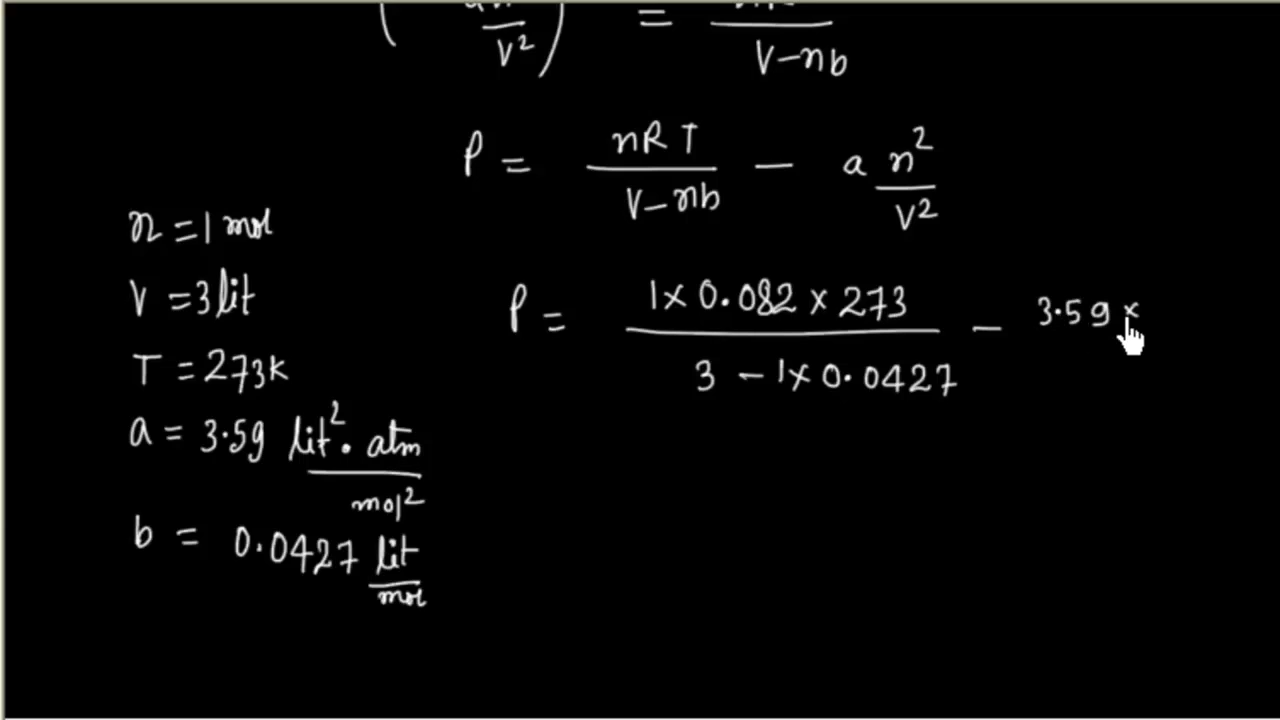 ( /V²) = /V-nb
P = nRT/V-nb - a n²/V²
n = 1 mol
V = 3 lit
T = 273K
a = 3.59 lit². atm/mol²
b = 0.0427 lit/mol
P = 1 x 0.082 x 273/3 - 1 x 0.0427 - 3.59 x